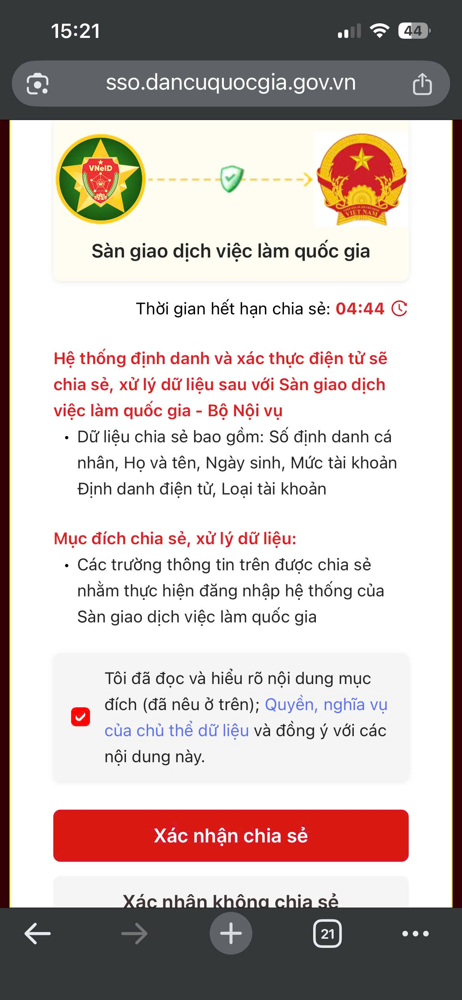 15:21
44
sso.dancuquocgia.gov.vn
VNeID
VIỆT NAM
Sàn giao dịch việc làm quốc gia
Thời gian hết hạn chia sẻ: 04:44
Hệ thống định danh và xác thực điện tử sẽ
chia sẻ, xử lý dữ liệu sau với Sàn giao dịch
việc làm quốc gia - Bộ Nội vụ
• Dữ liệu chia sẻ bao gồm: Số định danh cá
nhân, Họ và tên, Ngày sinh, Mức tài khoản
Định danh điện tử, Loại tài khoản
Mục đích chia sẻ, xử lý dữ liệu:
• Các trường thông tin trên được chia sẻ
nhằm thực hiện đăng nhập hệ thống của
Sàn giao dịch việc làm quốc gia
Tôi đã đọc và hiểu rõ nội dung mục
đích (đã nêu ở trên); Quyền, nghĩa vụ
của chủ thể dữ liệu và đồng ý với các
nội dung này.
Xác nhận chia sẻ
Xác nhận không chia sẻ
21